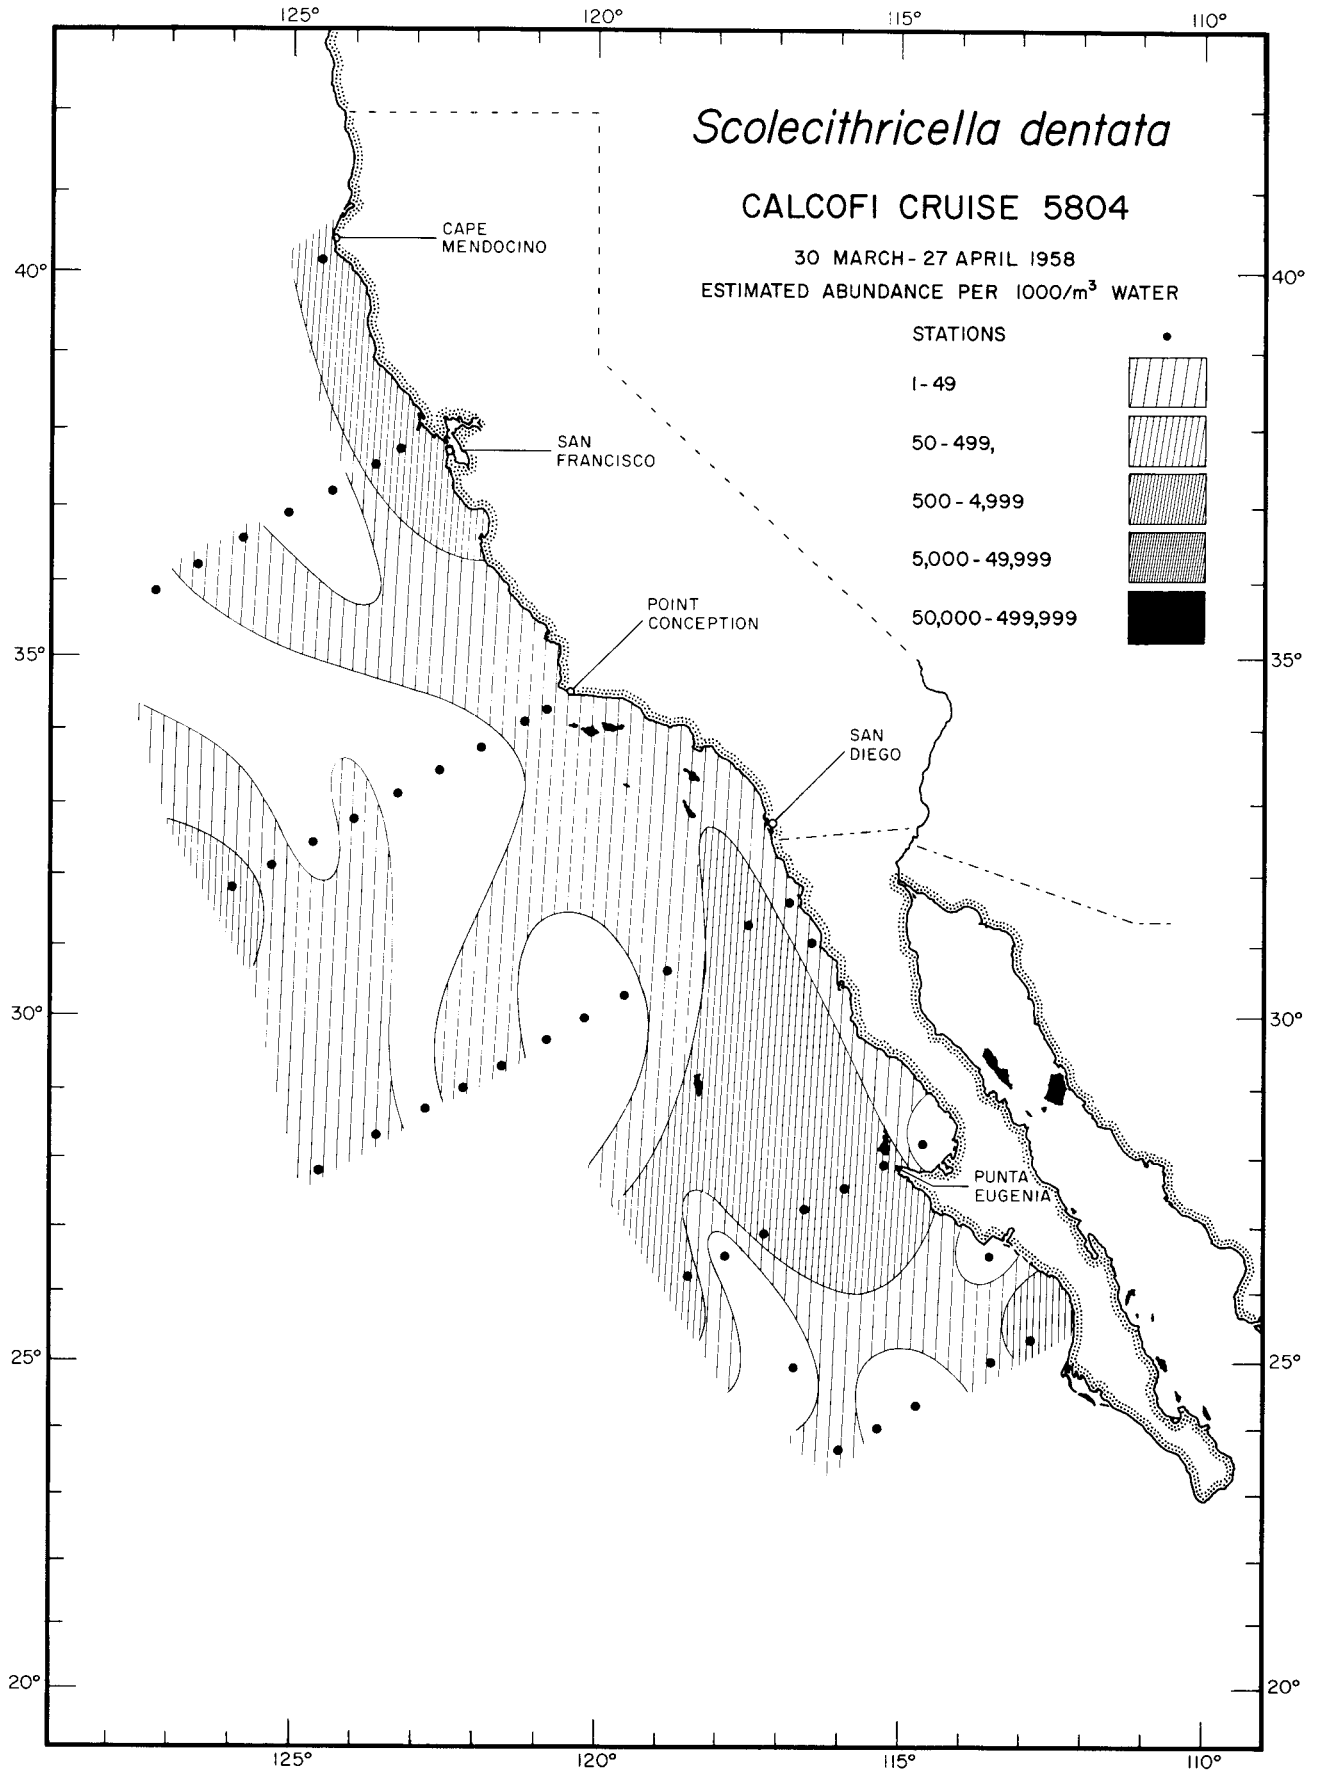 125°
120°
115°
110°
Scolecithricella dentata
CALCOFI CRUISE 5804
30 MARCH - 27 APRIL 1958
ESTIMATED ABUNDANCE PER 1000/m³ WATER
STATIONS
1 - 49
50 - 499,
500 - 4,999
5,000 - 49,999
50,000 - 499,999
CAPE
MENDOCINO
40°
40°
SAN
FRANCISCO
POINT
CONCEPTION
35°
35°
SAN
DIEGO
30°
30°
PUNTA
EUGENIA
25°
25°
20°
20°
125°
120°
115°
110°